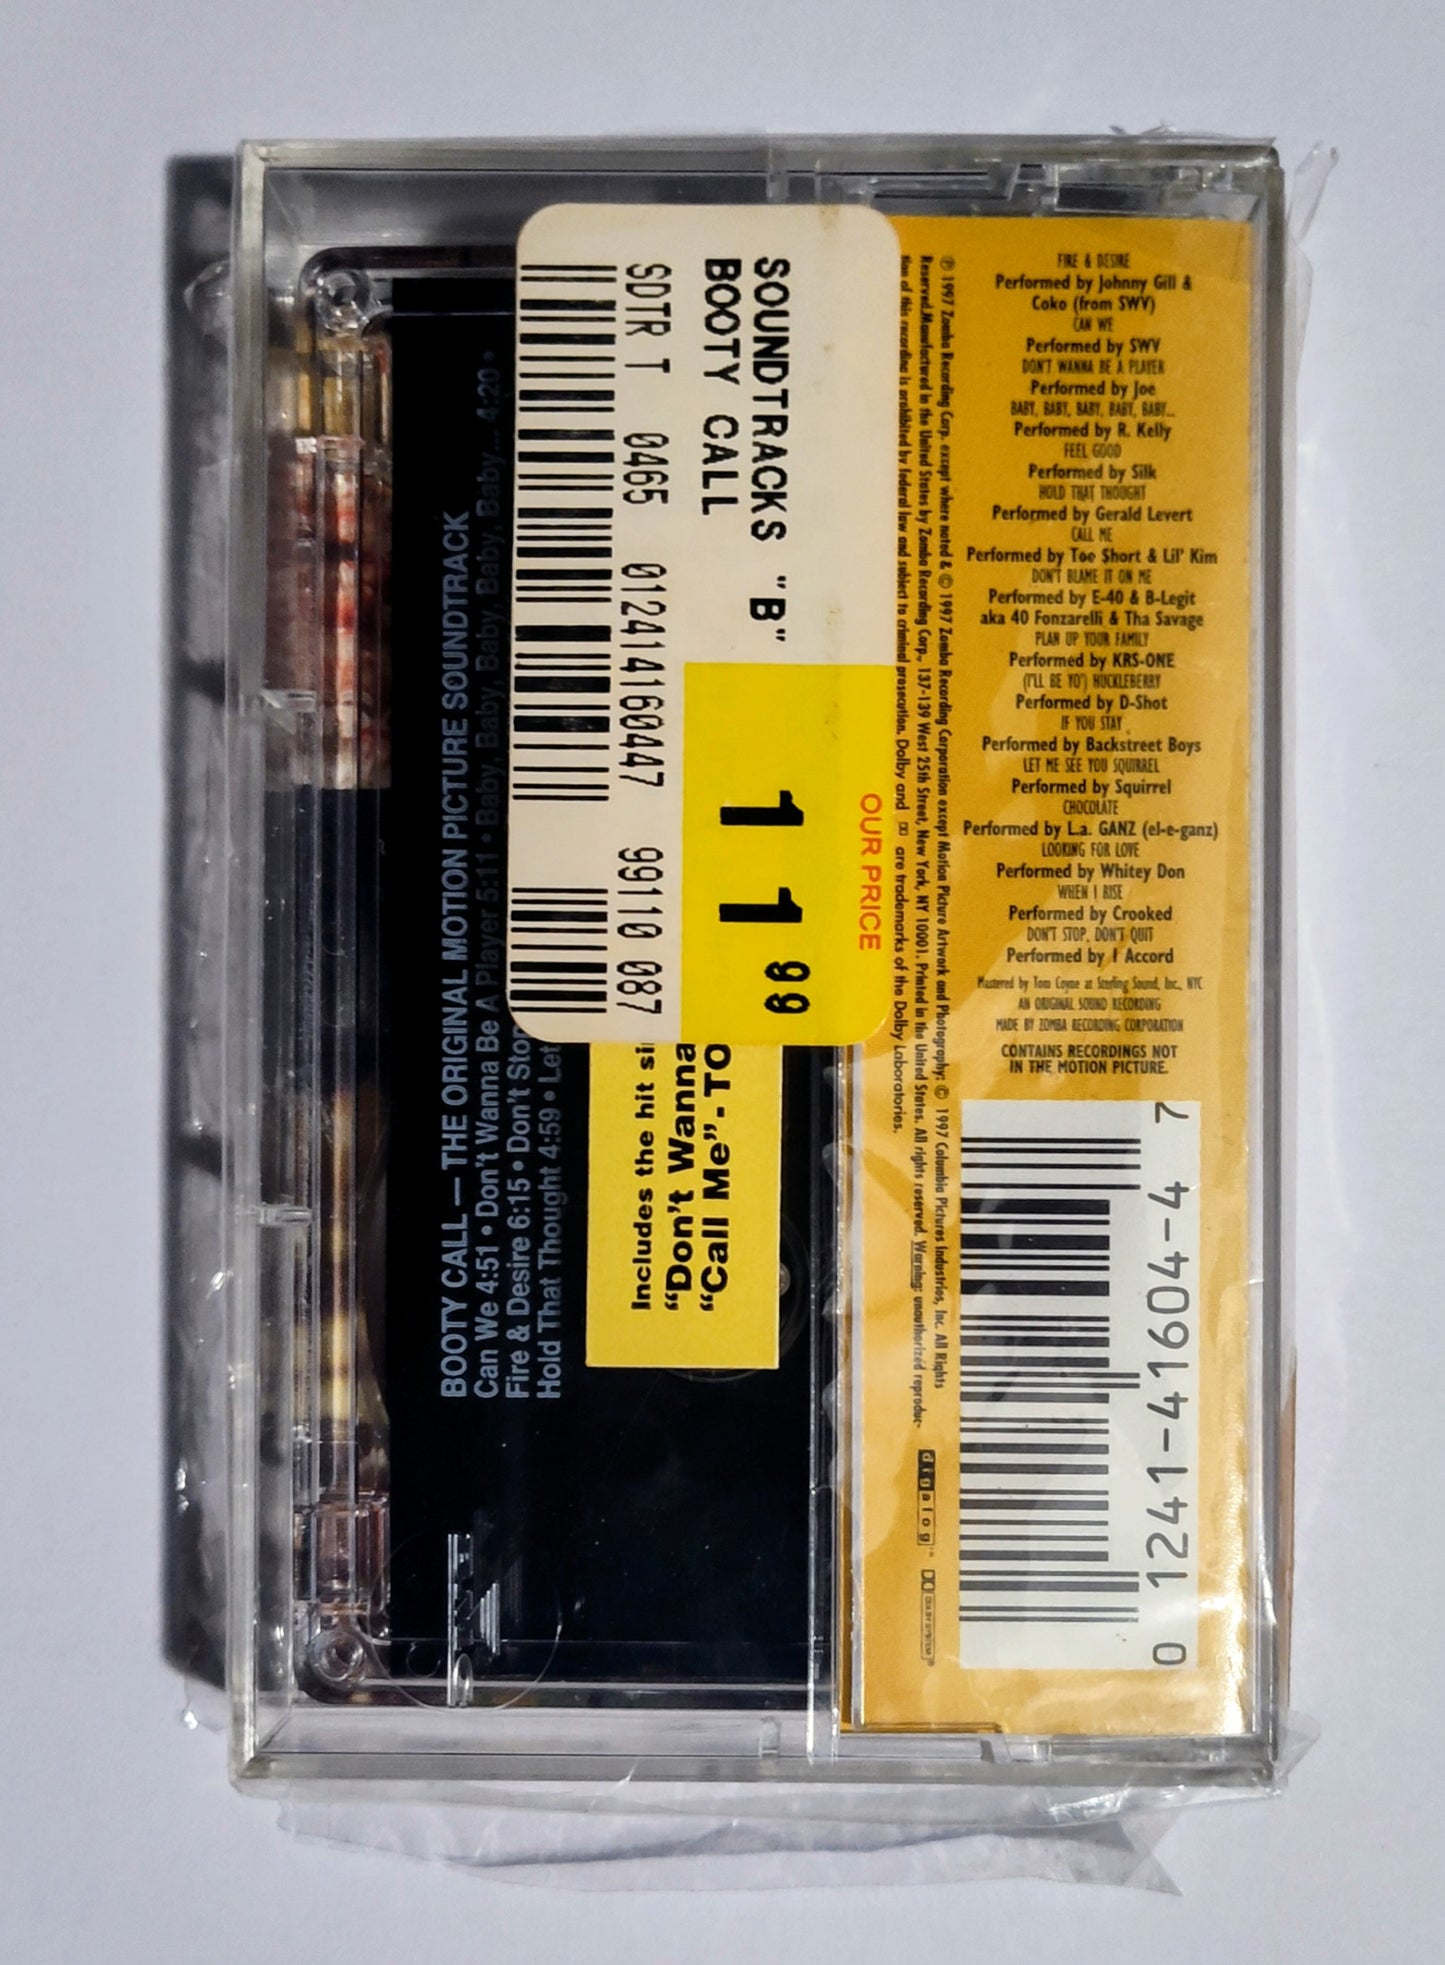 SOUNDTRACKS "B"
BOOTY CALL
SDTR T 0465 01241416 0447 99110 087
OUR PRICE
11 99
Includes the hit si
"Don't Wanna
"Call Me"-TO
BOOTY CALL — THE ORIGINAL MOTION PICTURE SOUNDTRACK
Can We 4:51 • Don't Wanna Be A Player 5:11 • Baby, Baby, Baby, Baby, Baby... 4:20 •
Fire & Desire 6:15 • Don't Stop
Hold That Thought 4:59 • Let
FIRE & DESIRE
Performed by Johnny Gill &
Coko (from SWV)
CAN WE
Performed by SWV
DON'T WANNA BE A PLAYER
Performed by Joe
BABY, BABY, BABY, BABY, BABY...
Performed by R. Kelly
FEEL GOOD
Performed by Silk
HOLD THAT THOUGHT
Performed by Gerald Levert
CALL ME
Performed by Too $hort & Lil' Kim
DON'T BLAME IT ON ME
Performed by E-40 & B-Legit
aka 40 Fonzarelli & Tha Savage
PLAN UP YOUR FAMILY
Performed by KRS-ONE
(I'LL BE YO') HUCKLEBERRY
Performed by D-Shot
IF YOU STAY
Performed by Backstreet Boys
LET ME SEE YOU SQUIRREL
Performed by Squirrel
CHOCOLATE
Performed by L.a. GANZ (el-e-ganz)
LOOKING FOR LOVE
Performed by Whitey Don
WHEN I RISE
Performed by Crooked
DON'T STOP, DON'T QUIT
Performed by 1 Accord
Mastered by Tom Coyne at Sterling Sound, Inc., NYC
AN ORIGINAL SOUND RECORDING
MADE BY ZOMBA RECORDING CORPORATION
CONTAINS RECORDINGS NOT
IN THE MOTION PICTURE.
℗ 1997 Zomba Recording Corp. except where noted & © 1997 Zomba Recording Corporation except Motion Picture Artwork and Photography: © 1997 Columbia Pictures Industries, Inc. All Rights
Reserved. Manufactured in the United States by Zomba Recording Corp., 137-139 West 25th Street, New York, NY 10001. Printed in the United States. All rights reserved. Warning: unauthorized reproduc-
tion of this recording is prohibited by federal law and subject to criminal prosecution. Dolby and are trademarks of the Dolby Laboratories.
digalog™
DOLBY SYSTEM®
0 1241-41604-4 7